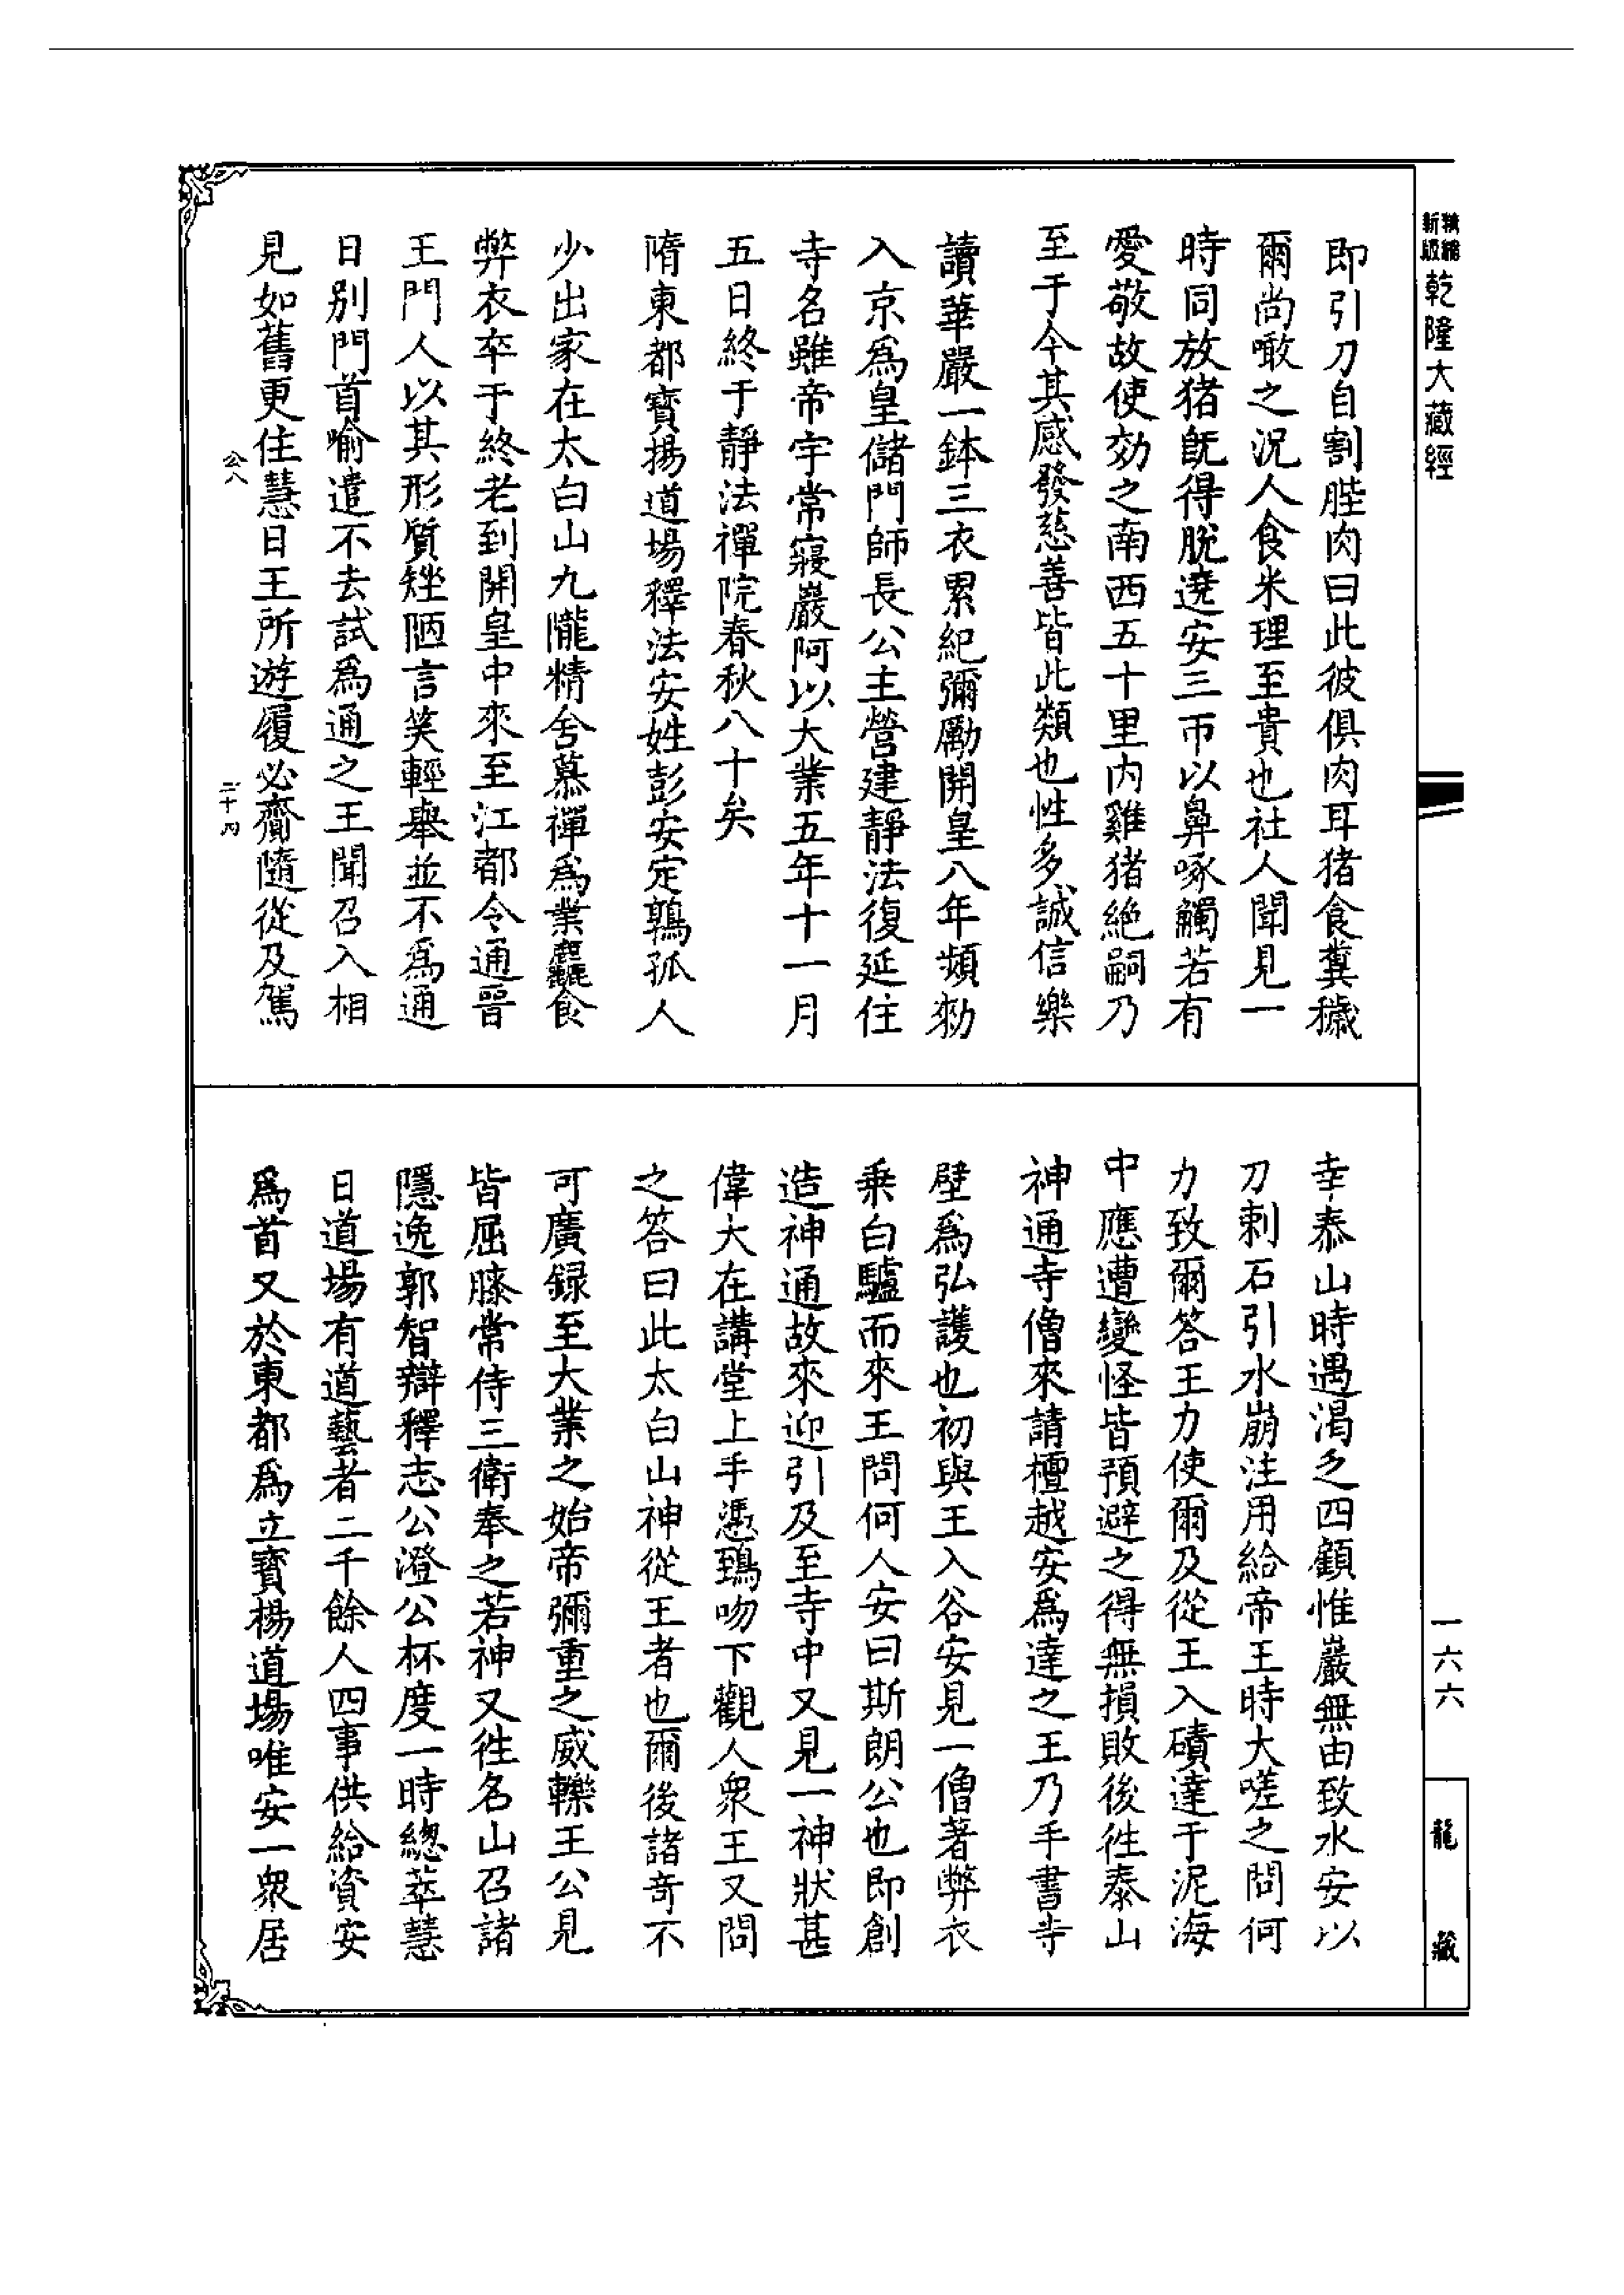 新版
精縮
乾隆大藏經
即引刀自割胜肉曰此彼俱肉耳猪食糞穢
爾尚噉之況人食米理至貴也社人聞見一
時同放猪旣得脫遶安三帀以鼻啄觸若有
愛敬故使効之南西五十里內雞猪絕嗣乃
至于今其感發慈善皆此類也性多誠信樂
讀華嚴一鉢三衣累紀彌勵開皇八年頻勑
入京爲皇儲門師長公主營建靜法復延住
寺名雖帝宇常寢巖阿以大業五年十一月
五日終于靜法禪院春秋八十矣
隋東都寶揚道場釋法安姓彭安定鶉孤人
少出家在太白山九隴精舍慕禪爲業麤食
弊衣卒于終老到開皇中來至江都令通晉
王門人以其形質矬陋言笑輕舉並不爲通
日別門首喻遣不去試爲通之王聞召入相
見如舊更住慧日王所遊履必齎隨從及駕
公八
二十四
幸泰山時遇渴乏四顧惟巖無由致水安以
刀刺石引水崩注用給帝王時大嗟之問何
力致爾答王力使爾及從王入磧達于泥海
中應遭變怪皆預避之得無損敗後往泰山
神通寺僧來請檀越安爲達之王乃手書寺
壁爲弘護也初與王入谷安見一僧著弊衣
乗白驢而來王問何人安曰斯朗公也即創
造神通故來迎引及至寺中又見一神狀甚
偉大在講堂上手憑鵄吻下觀人衆王又問
之答曰此太白山神從王者也爾後諸奇不
可廣録至大業之始帝彌重之威轢王公見
皆屈膝常侍三衛奉之若神又往名山召諸
隱逸郭智辯釋志公澄公杯度一時總萃慧
日道場有道藝者二千餘人四事供給資安
爲首又於東都爲立寶楊道場唯安一衆居
一六六
龍藏